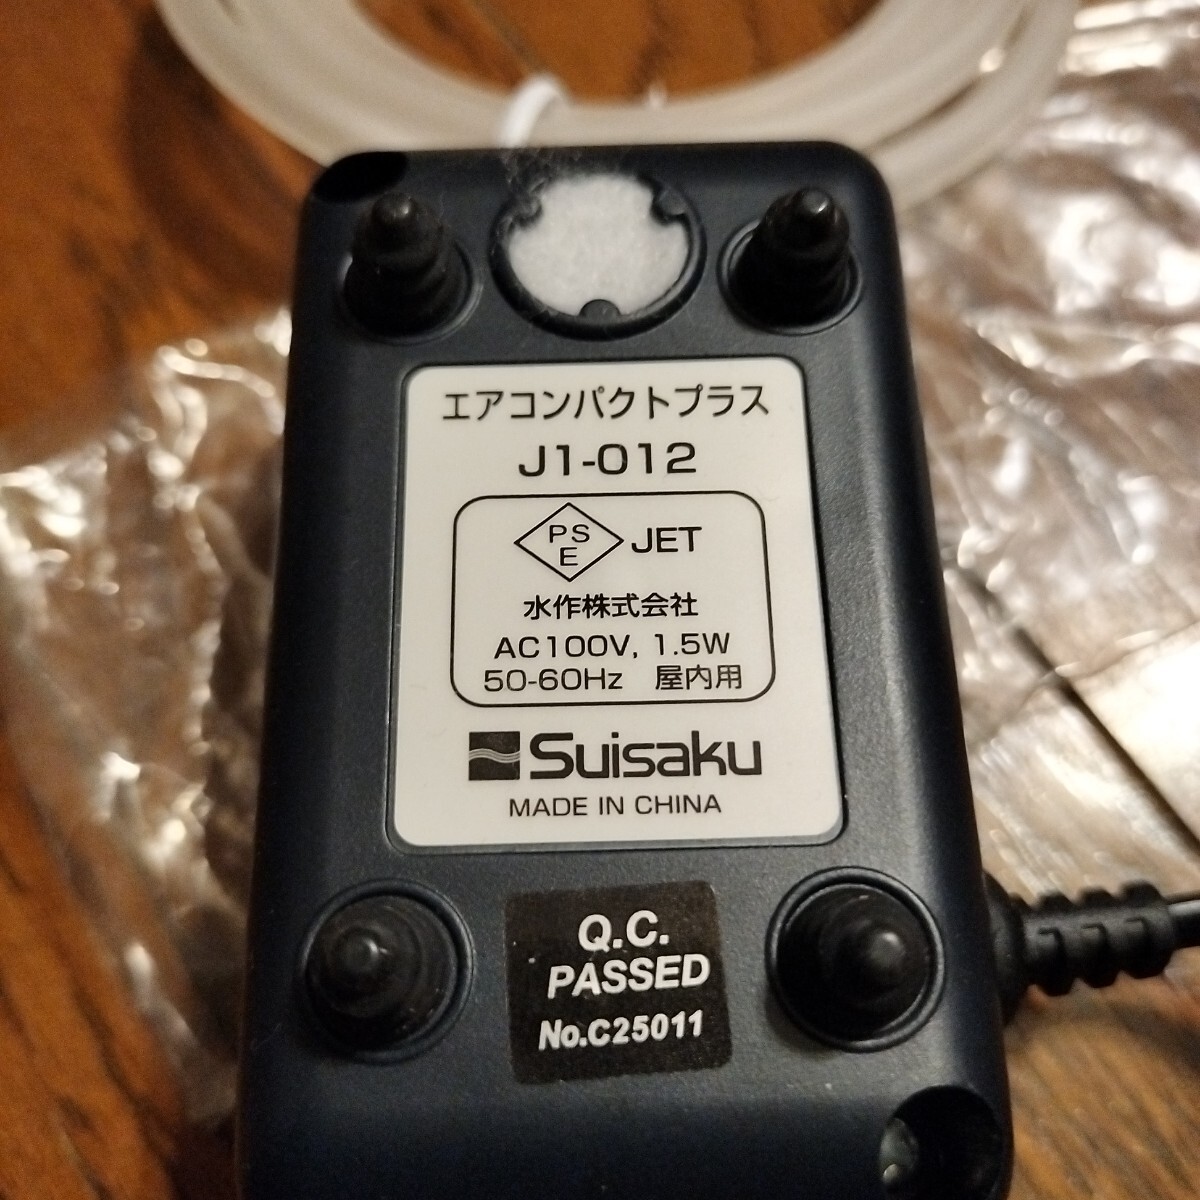 エアコンパクトプラス
J1-012
PS
E
JET
水作株式会社
AC100V, 1.5W
50-60Hz 屋内用
Suisaku
MADE IN CHINA
Q.C.
PASSED
No.C25011